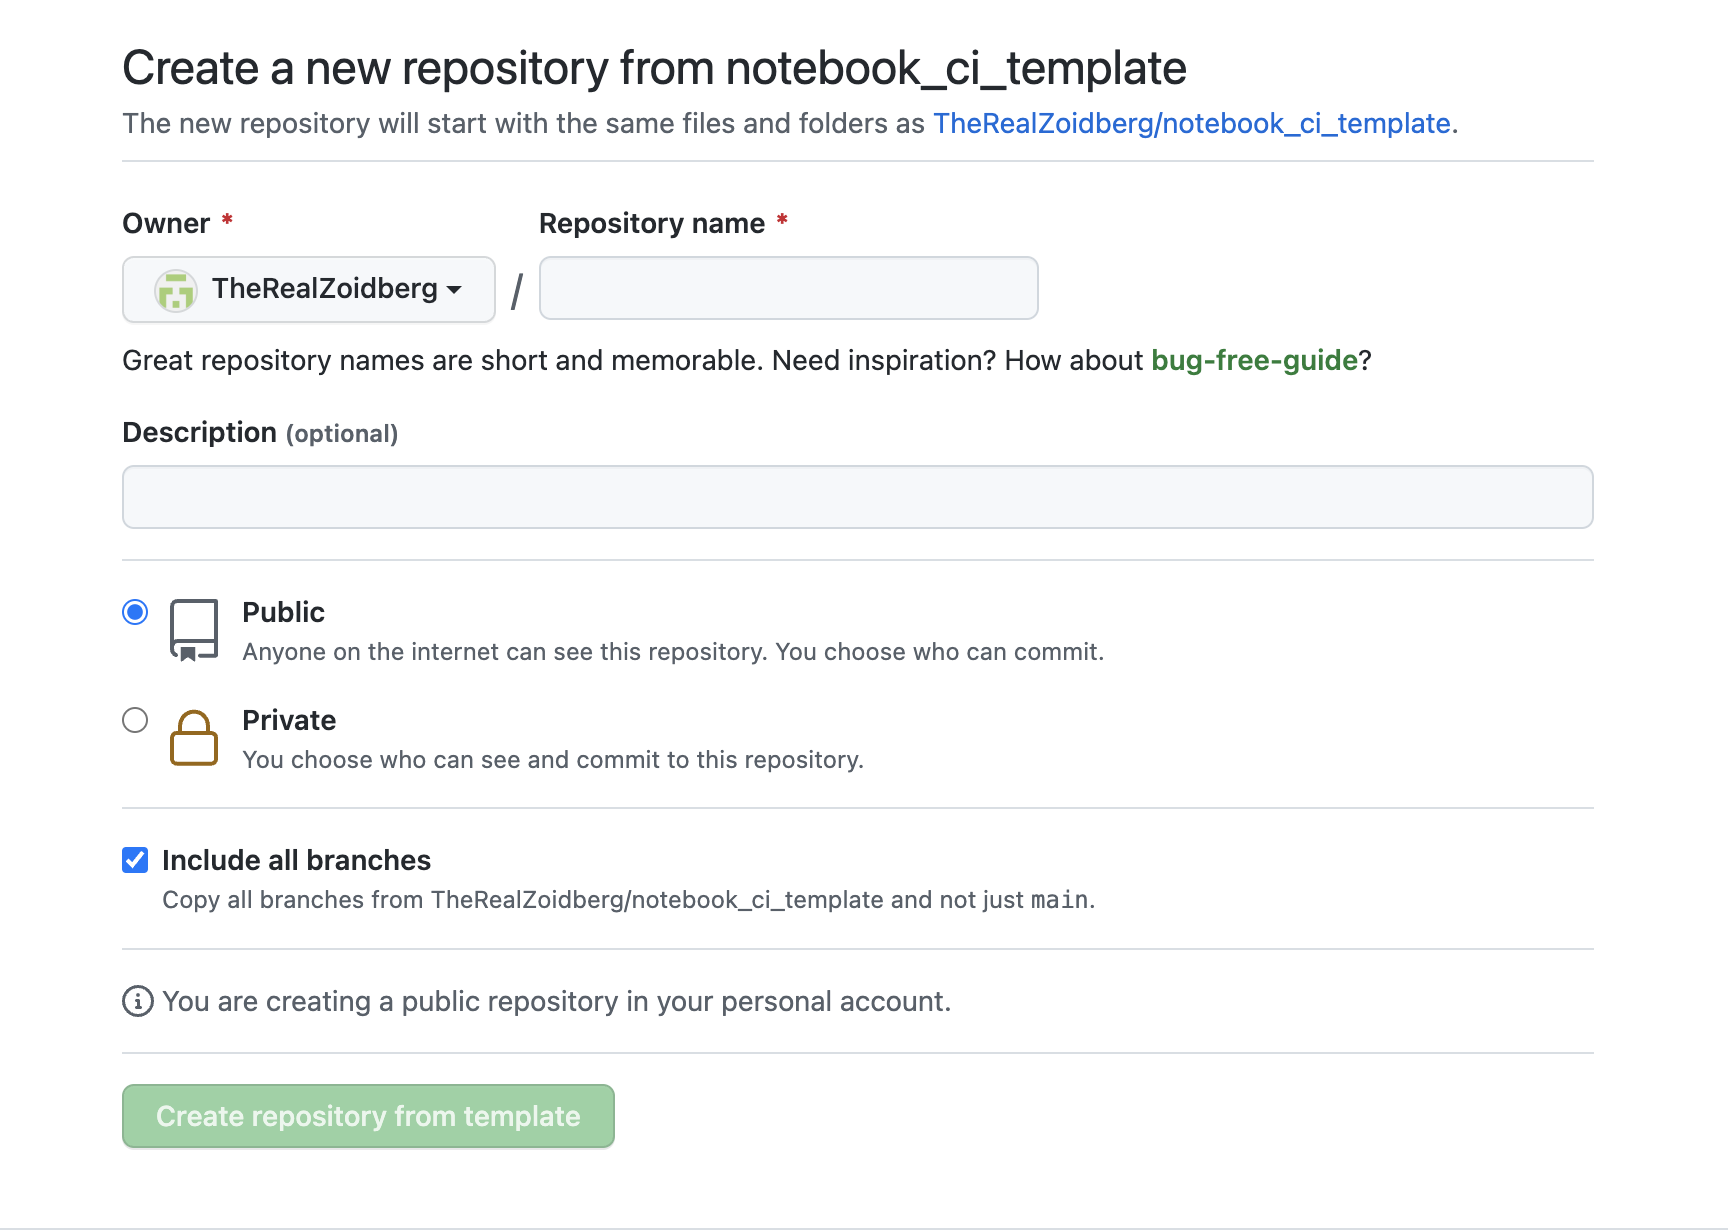 Create a new repository from notebook_ci_template
The new repository will start with the same files and folders as TheRealZoidberg/notebook_ci_template.
Owner * Repository name *
TheRealZoidberg /
Great repository names are short and memorable. Need inspiration? How about bug-free-guide?
Description (optional)
Public
Anyone on the internet can see this repository. You choose who can commit.
Private
You choose who can see and commit to this repository.
Include all branches
Copy all branches from TheRealZoidberg/notebook_ci_template and not just main.
You are creating a public repository in your personal account.
Create repository from template